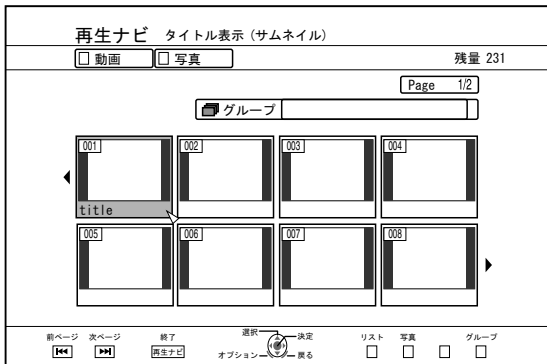 再生ナビ タイトル表示（サムネイル）
動画 写真 残量 231
Page 1/2
グループ
001 002 003 004
title
005 006 007 008
前ページ 次ページ 終了 選択 決定 リスト 写真 グループ
再生ナビ オプション 戻る